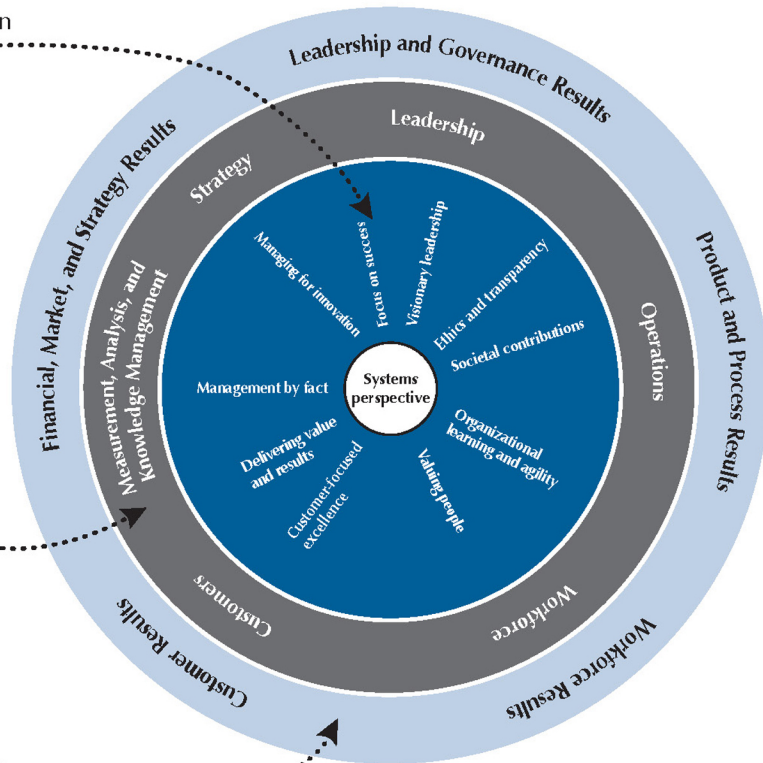 n
Leadership and Governance Results
Product and Process Results
Workforce Results
Customer Results
Financial, Market, and Strategy Results
Leadership
Operations
Workforce
Customers
Measurement, Analysis, and
Knowledge Management
Strategy
Focus on success
Visionary leadership
Ethics and transparency
Societal contributions
Organizational
learning and agility
Valuing people
Customer-focused
excellence
Delivering value
and results
Management by fact
Managing for innovation
Systems
perspective